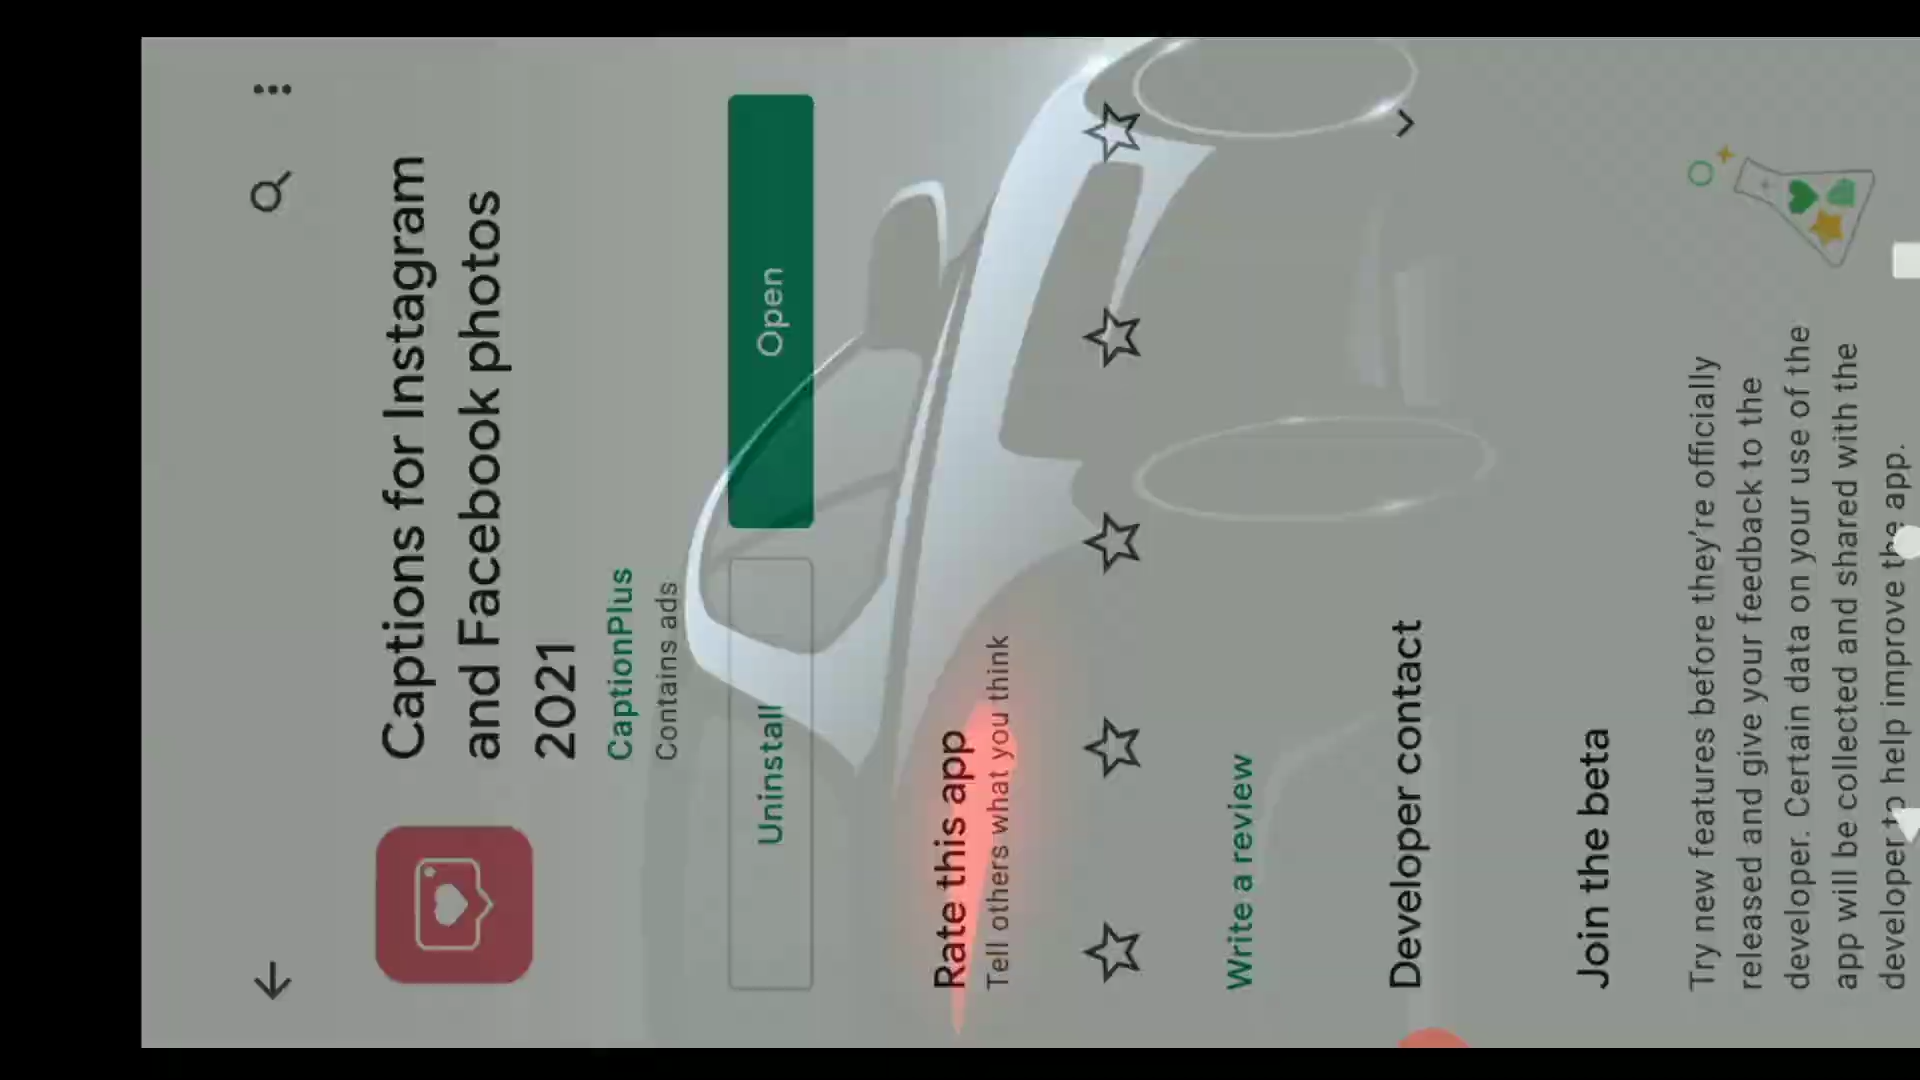 Captions for Instagram
and Facebook photos
2021
CaptionPlus
Contains ads
Uninstall
Open
Rate this app
Tell others what you think
Write a review
Developer contact
Join the beta
Try new features before they're officially
released and give your feedback to the
developer. Certain data on your use of the
app will be collected and shared with the
developer to help improve the app.